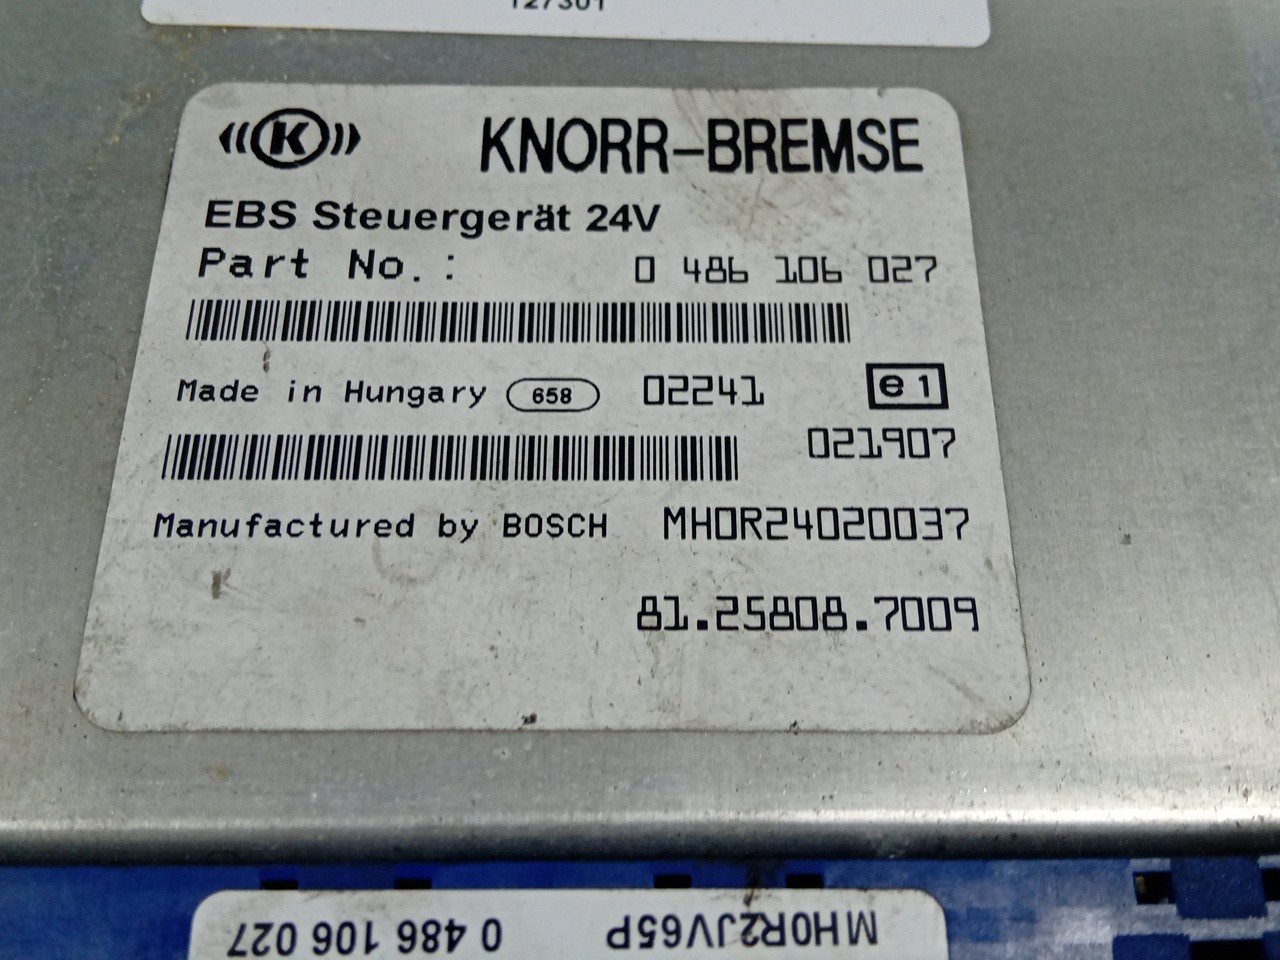 K KNORR-BREMSE
EBS Steuergerät 24V
Part No.: 0 486 106 027
Made in Hungary 658 02241 e1
021907
Manufactured by BOSCH MHOR24020037
81.25808.7009
0 486 106 027 MH0R2JV65P